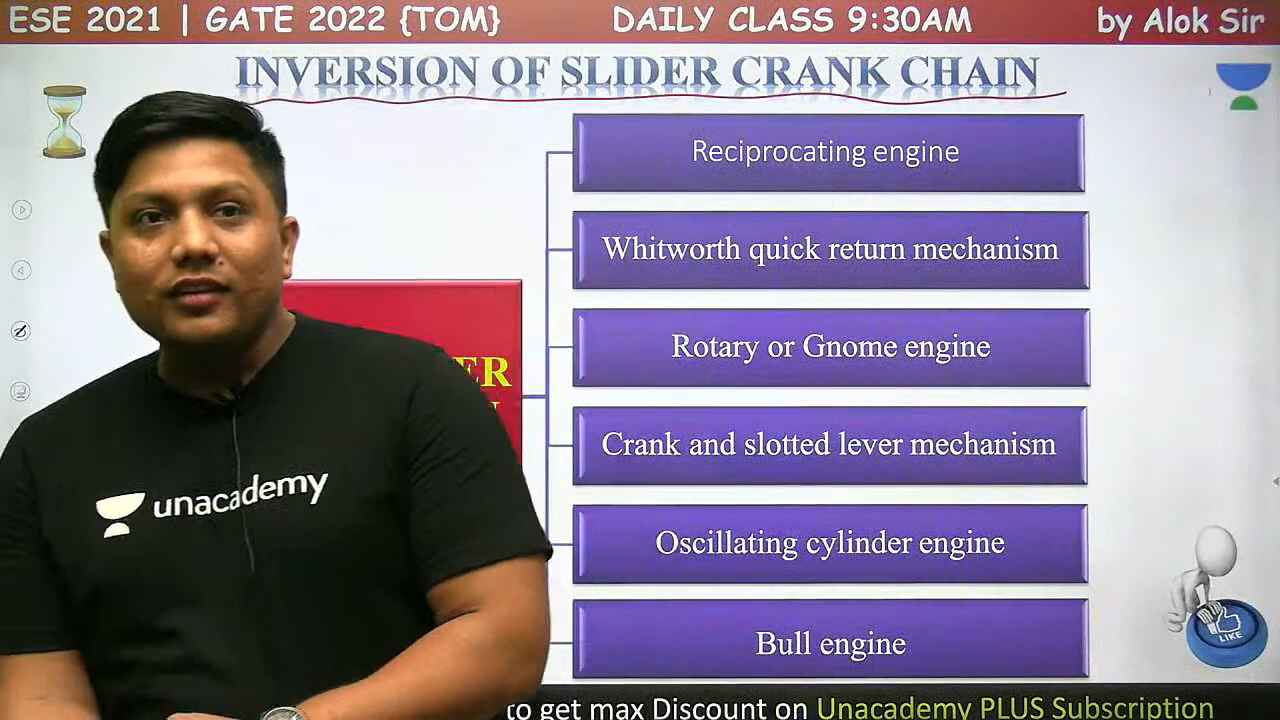 ESE 2021 | GATE 2022 {TOM} DAILY CLASS 9:30AM by Alok Sir
INVERSION OF SLIDER CRANK CHAIN
Reciprocating engine
Whitworth quick return mechanism
Rotary or Gnome engine
ER
Crank and slotted lever mechanism
unacademy
Oscillating cylinder engine
LIKE
Bull engine
to get max Discount on Unacademy PLUS Subscription